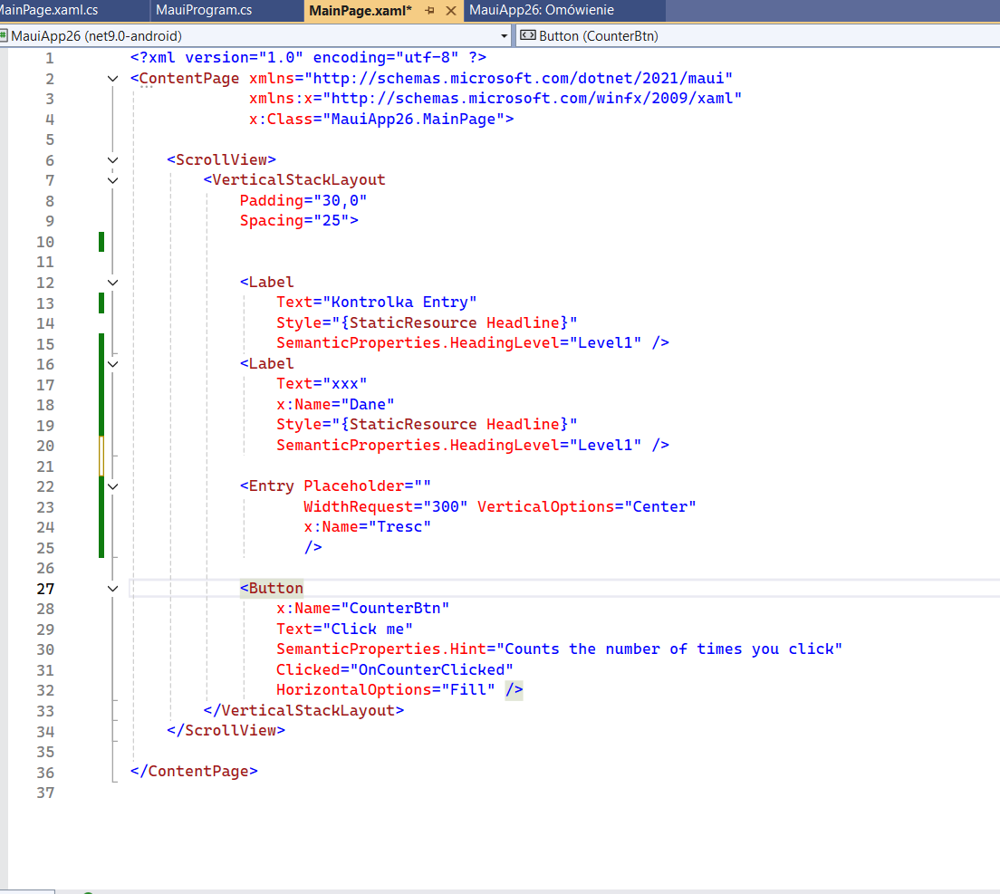 MainPage.xaml.cs MauiProgram.cs MainPage.xaml* MauiApp26: Omówienie
MauiApp26 (net9.0-android) Button (CounterBtn)
1 <?xml version="1.0" encoding="utf-8" ?>
2 <ContentPage xmlns="http://schemas.microsoft.com/dotnet/2021/maui"
3 xmlns:x="http://schemas.microsoft.com/winfx/2009/xaml"
4 x:Class="MauiApp26.MainPage">
5
6 <ScrollView>
7 <VerticalStackLayout
8 Padding="30,0"
9 Spacing="25">
10
11
12 <Label
13 Text="Kontrolka Entry"
14 Style="{StaticResource Headline}"
15 SemanticProperties.HeadingLevel="Level1" />
16 <Label
17 Text="xxx"
18 x:Name="Dane"
19 Style="{StaticResource Headline}"
20 SemanticProperties.HeadingLevel="Level1" />
21
22 <Entry Placeholder=""
23 WidthRequest="300" VerticalOptions="Center"
24 x:Name="Tresc"
25 />
26
27 <Button
28 x:Name="CounterBtn"
29 Text="Click me"
30 SemanticProperties.Hint="Counts the number of times you click"
31 Clicked="OnCounterClicked"
32 HorizontalOptions="Fill" />
33 </VerticalStackLayout>
34 </ScrollView>
35
36 </ContentPage>
37